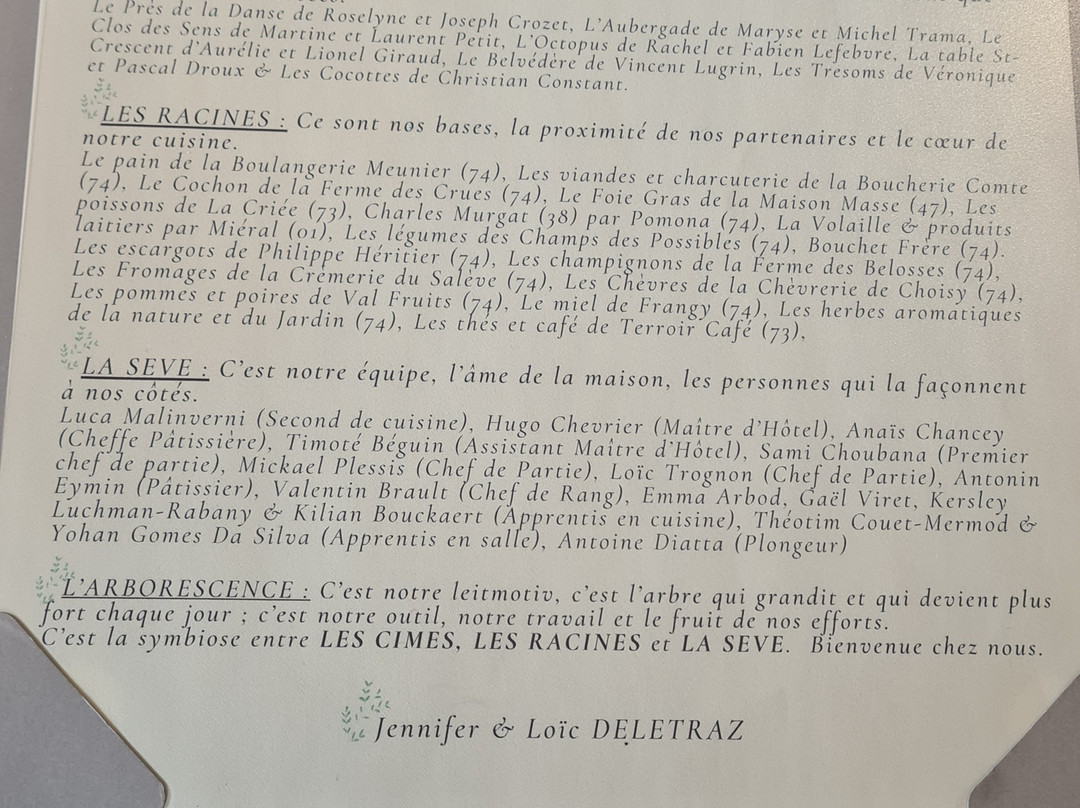 Le Prés de la Danse de Roselyne et Joseph Crozet, L'Aubergade de Maryse et Michel Trama, Le
Clos des Sens de Martine et Laurent Petit, L'Octopus de Rachel et Fabien Lefebvre, La table St-
Crescent d'Aurélie et Lionel Giraud, Le Belvédère de Vincent Lugrin, Les Tresoms de Véronique
et Pascal Droux & Les Cocottes de Christian Constant.
LES RACINES : Ce sont nos bases, la proximité de nos partenaires et le cœur de
notre cuisine.
Le pain de la Boulangerie Meunier (74), Les viandes et charcuterie de la Boucherie Comte
(74), Le Cochon de la Ferme des Crues (74), Le Foie Gras de la Maison Masse (47), Les
poissons de La Criée (73), Charles Murgat (38) par Pomona (74), La Volaille & produits
laitiers par Miéral (01), Les légumes des Champs des Possibles (74), Bouchet Frère (74).
Les escargots de Philippe Héritier (74), Les champignons de la Ferme des Belosses (74),
Les Fromages de la Crèmerie du Salève (74), Les Chèvres de la Chèvrerie de Choisy (74),
Les pommes et poires de Val Fruits (74), Le miel de Frangy (74), Les herbes aromatiques
de la nature et du Jardin (74), Les thés et café de Terroir Café (73),
LA SEVE : C'est notre équipe, l'âme de la maison, les personnes qui la façonnent
à nos côtés.
Luca Malinverni (Second de cuisine), Hugo Chevrier (Maître d'Hôtel), Anaïs Chancey
(Cheffe Pâtissière), Timoté Béguin (Assistant Maître d'Hôtel), Sami Choubana (Premier
chef de partie), Mickael Plessis (Chef de Partie), Loïc Trognon (Chef de Partie), Antonin
Eymin (Pâtissier), Valentin Brault (Chef de Rang), Emma Arbod, Gaël Viret, Kersley
Luchman-Rabany & Kilian Bouckaert (Apprentis en cuisine), Théotim Couet-Mermod &
Yohan Gomes Da Silva (Apprentis en salle), Antoine Diatta (Plongeur)
L'ARBORESCENCE : C'est notre leitmotiv, c'est l'arbre qui grandit et qui devient plus
fort chaque jour ; c'est notre outil, notre travail et le fruit de nos efforts.
C'est la symbiose entre LES CIMES, LES RACINES et LA SEVE. Bienvenue chez nous.
Jennifer & Loïc DELETRAZ